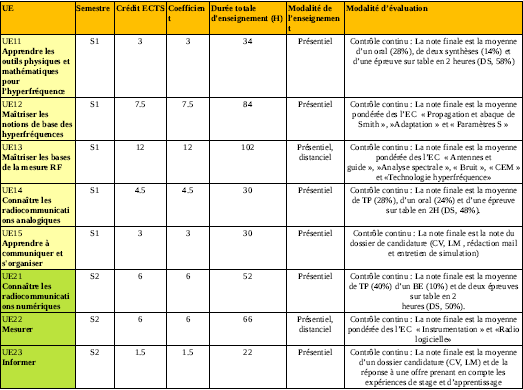 UE Semestre Crédit ECTS Coefficien Durée totale Modalité de Modalité d'évaluation
t d'enseignement (H) l'enseignemen
t
UE11 S1 3 3 34 Présentiel Contrôle continu : La note finale est la moyenne
Apprendre les d'un oral (28%), de deux synthèses (14%) et
outils physiques et d'une épreuve sur table en 2 heures (DS, 58%)
mathématiques
pour
l'hyperfréquence
UE12 S1 7.5 7.5 84 Présentiel Contrôle continu : La note finale est la moyenne
Maîtriser les pondérée des l'EC « Propagation et abaque de
notions de base des Smith », »Adaptation » et « Paramètres S »
hyperfréquences
UE13 S1 12 12 102 Présentiel, Contrôle continu : La note finale est la moyenne
Maîtriser les bases distanciel pondérée des l'EC « Antennes et
de la mesure RF guide », »Analyse spectrale », « Bruit », « CEM »
et «Technologie hyperfréquence»
UE14 S1 4.5 4.5 30 Présentiel Contrôle continu : La note finale est la moyenne
Connaître les de TP (28%), d'un oral (24%) et d'une épreuve
radiocommunicati sur table en 2H (DS, 48%).
ons analogiques
UE15 S1 3 3 30 Présentiel Contrôle continu : La note finale est la note du
Apprendre à dossier de candidature (CV, LM , rédaction mail
communiquer et et entretien de simulation)
s'organiser
UE21 S2 6 6 52 Présentiel Contrôle continu : La note finale est la moyenne
Connaître les de TP (40%) d'un BE (10%) et de deux épreuves
radiocommunicati sur table en 2
ons numériques heures (DS, 50%).
UE22 S2 6 6 66 Présentiel, Contrôle continu : La note finale est la moyenne
Mesurer distanciel pondérée des l'EC « Instrumentation » et «Radio
logicielle»
UE23 S2 1.5 1.5 22 Présentiel Contrôle continu : La note finale est la moyenne
Informer d'un dossier candidature (CV, LM) et de la
réponse à une offre prenant en compte les
expériences de stage et d'apprentissage